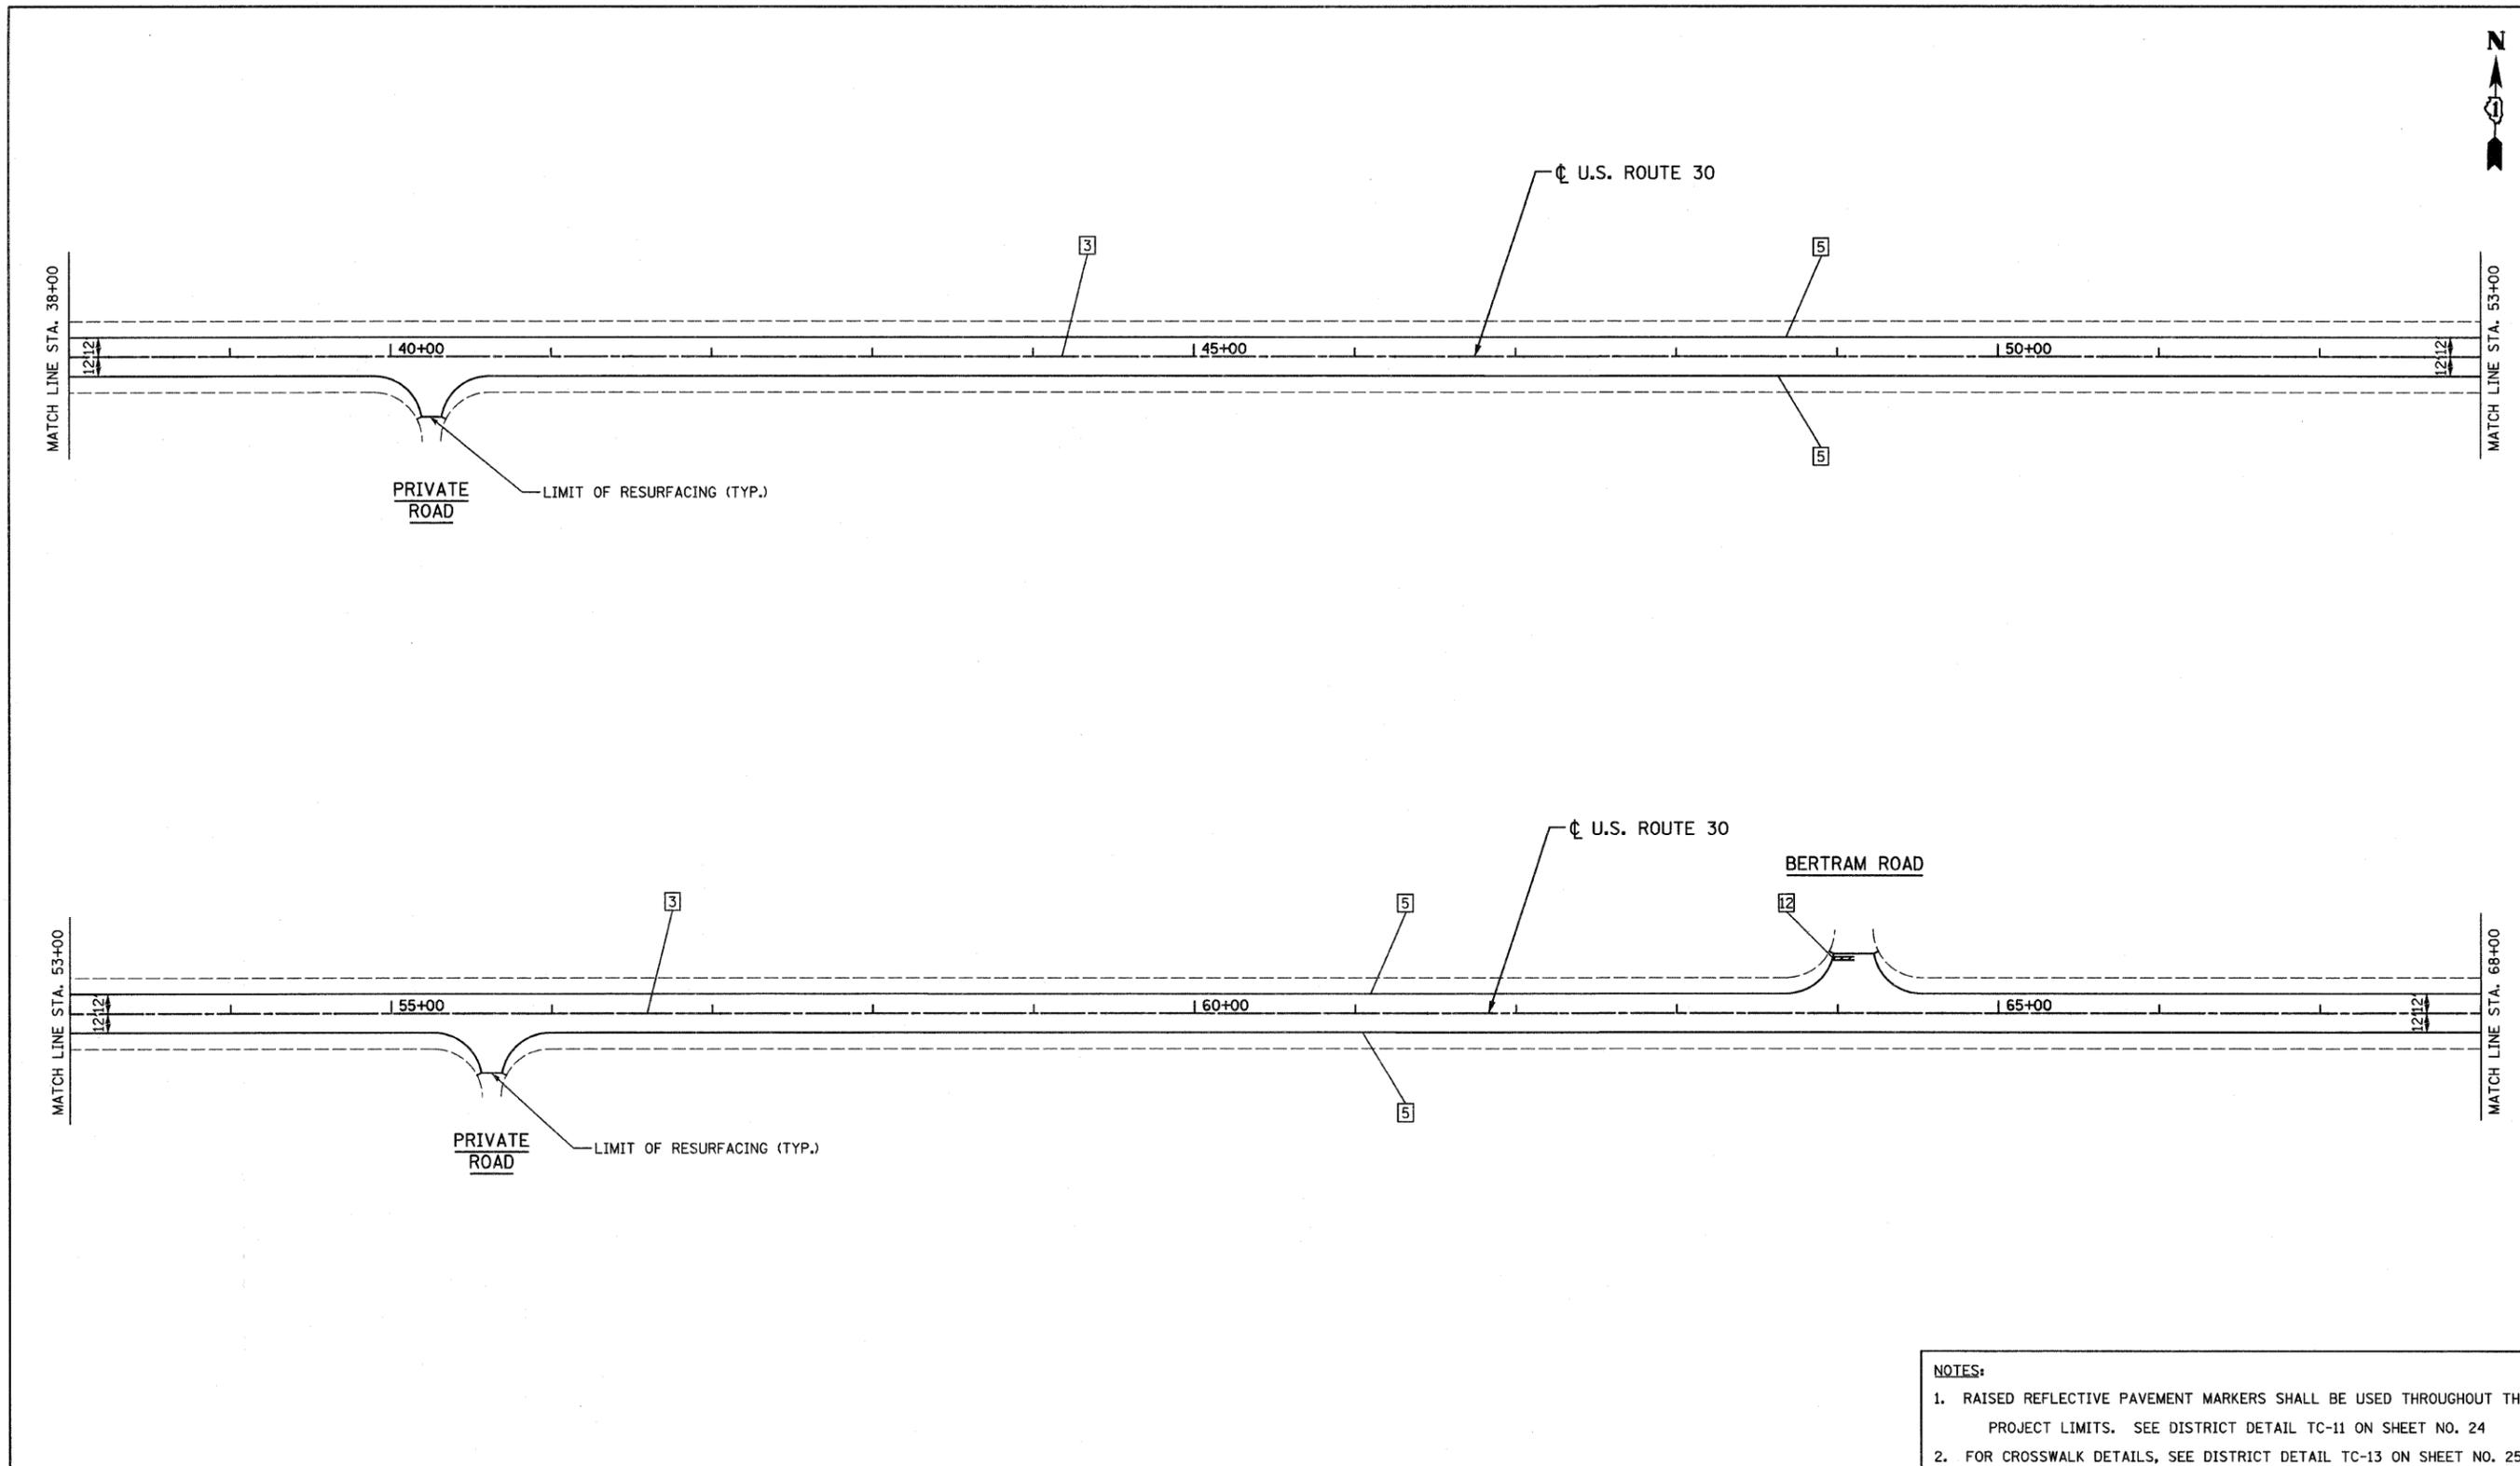 N
1
℄ U.S. ROUTE 30
3
5
MATCH LINE STA. 38+00
12'
12'
40+00
45+00
50+00
12'
12'
MATCH LINE STA. 53+00
5
PRIVATE
ROAD
LIMIT OF RESURFACING (TYP.)
℄ U.S. ROUTE 30
BERTRAM ROAD
3
5
12
MATCH LINE STA. 53+00
12'
12'
55+00
60+00
65+00
12'
12'
MATCH LINE STA. 68+00
5
PRIVATE
ROAD
LIMIT OF RESURFACING (TYP.)
NOTES:
1. RAISED REFLECTIVE PAVEMENT MARKERS SHALL BE USED THROUGHOUT TH
PROJECT LIMITS. SEE DISTRICT DETAIL TC-11 ON SHEET NO. 24
2. FOR CROSSWALK DETAILS, SEE DISTRICT DETAIL TC-13 ON SHEET NO. 25